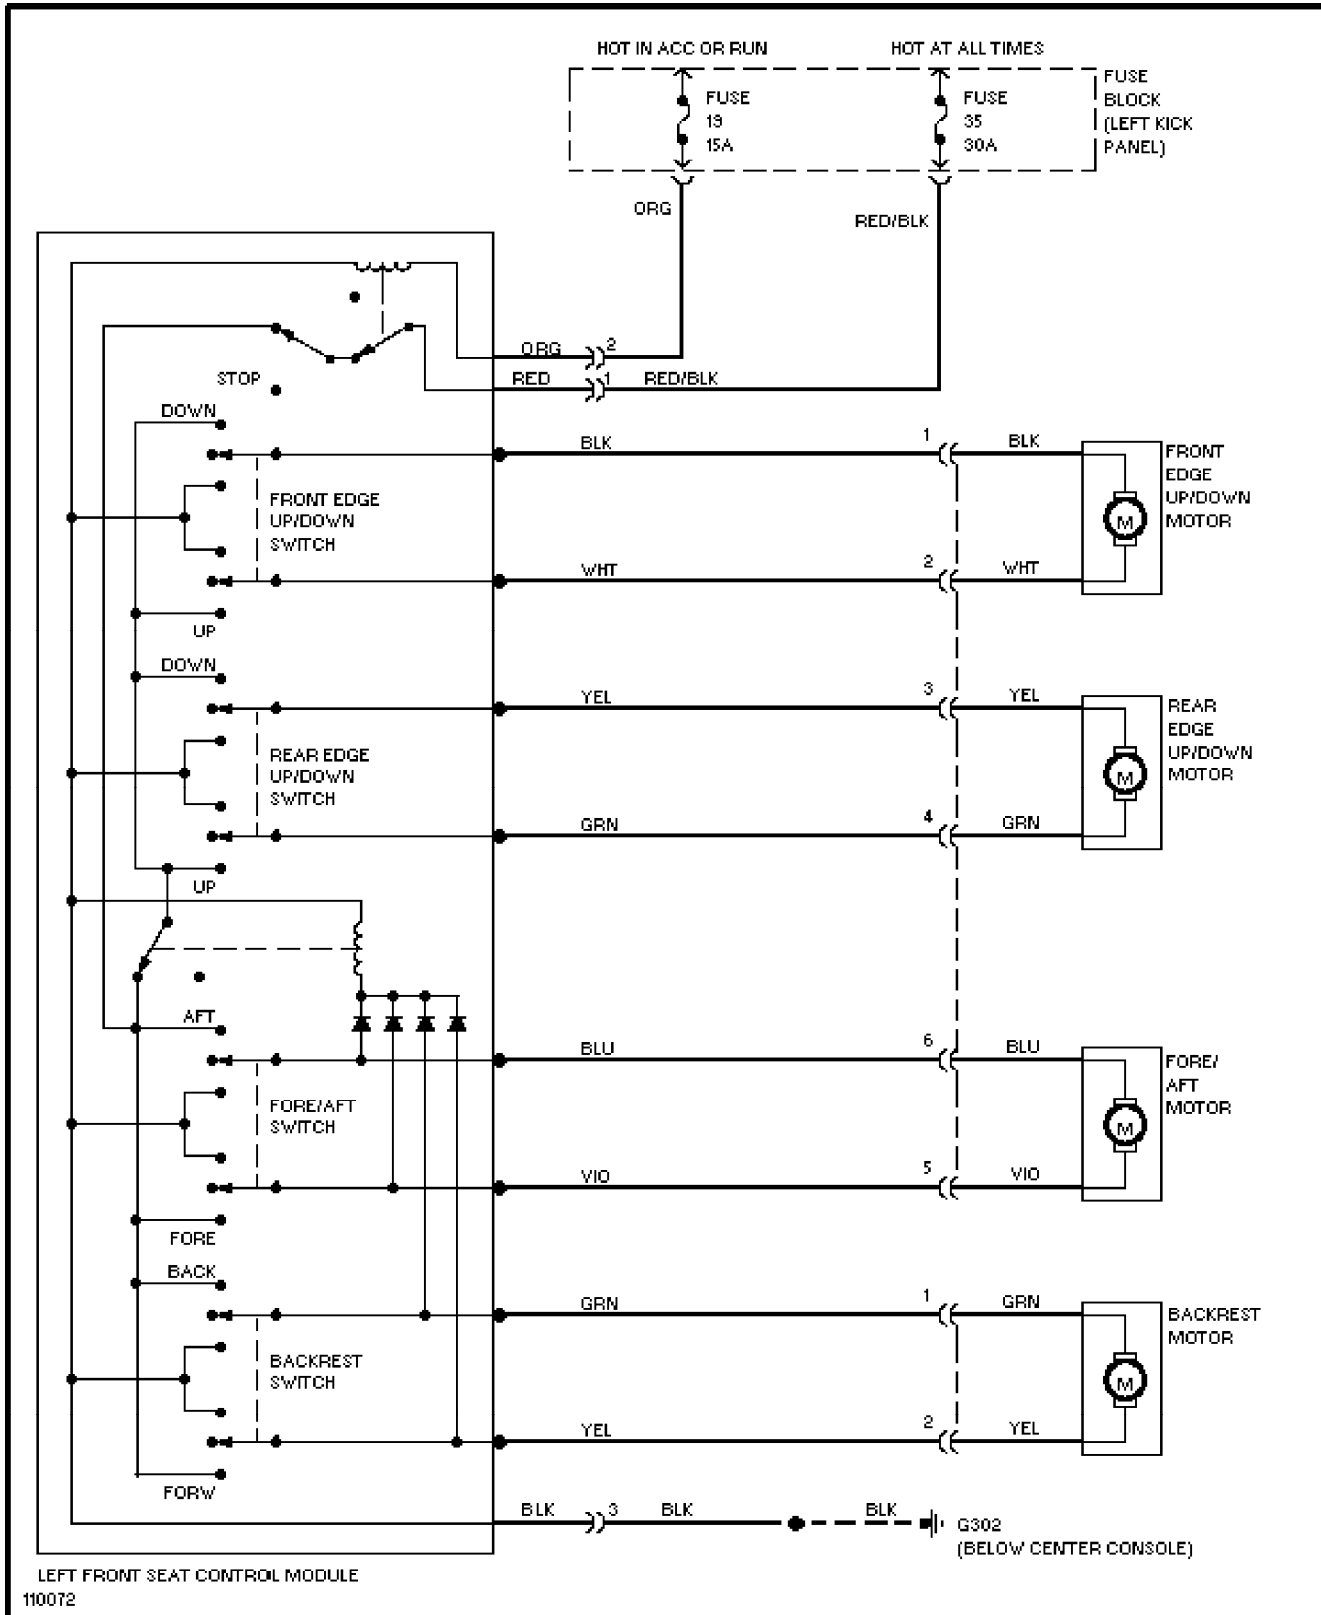 HOT IN ACC OR RUN
HOT AT ALL TIMES
FUSE
19
15A
FUSE
35
30A
FUSE
BLOCK
(LEFT KICK
PANEL)
ORG
RED/BLK
ORG
2
RED
1
RED/BLK
STOP
DOWN
BLK
1
BLK
FRONT EDGE
UP/DOWN
SWITCH
FRONT
EDGE
UP/DOWN
MOTOR
M
WHT
2
WHT
UP
DOWN
YEL
3
YEL
REAR EDGE
UP/DOWN
SWITCH
REAR
EDGE
UP/DOWN
MOTOR
M
GRN
4
GRN
UP
AFT
BLU
6
BLU
FORE/AFT
SWITCH
FORE/
AFT
MOTOR
M
VIO
5
VIO
FORE
BACK
GRN
1
GRN
BACKREST
SWITCH
BACKREST
MOTOR
M
YEL
2
YEL
FORW
BLK
3
BLK
BLK
G302
(BELOW CENTER CONSOLE)
LEFT FRONT SEAT CONTROL MODULE
110072